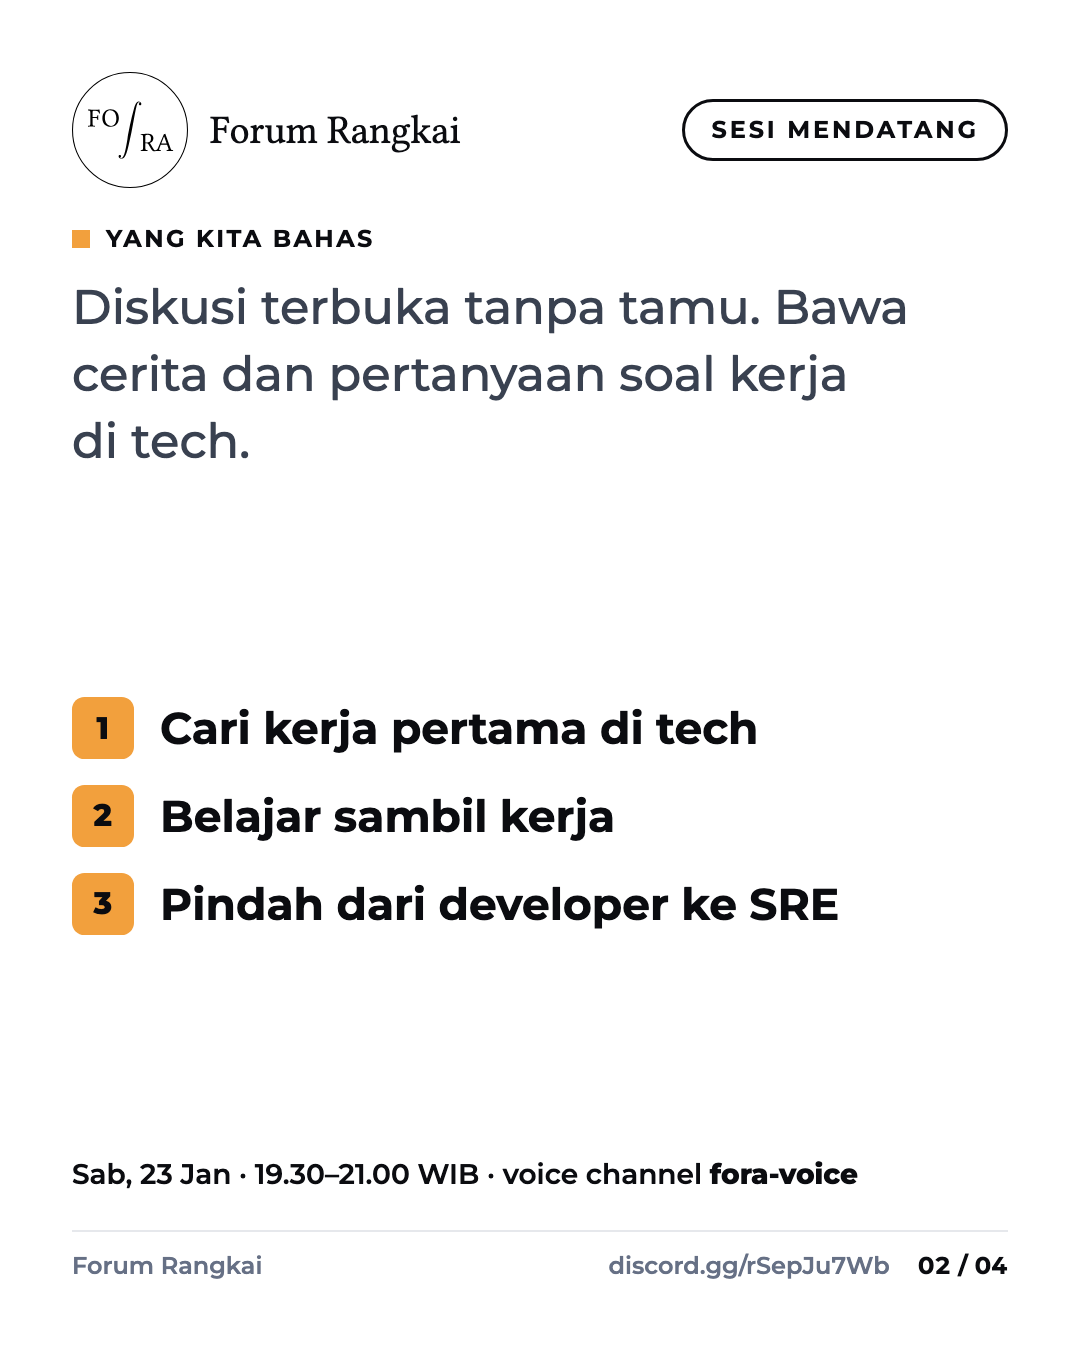 FO
RA
Forum Rangkai
SESI MENDATANG
YANG KITA BAHAS
Diskusi terbuka tanpa tamu. Bawa
cerita dan pertanyaan soal kerja
di tech.
1 Cari kerja pertama di tech
2 Belajar sambil kerja
3 Pindah dari developer ke SRE
Sab, 23 Jan · 19.30–21.00 WIB · voice channel fora-voice
Forum Rangkai discord.gg/rSepJu7Wb 02 / 04